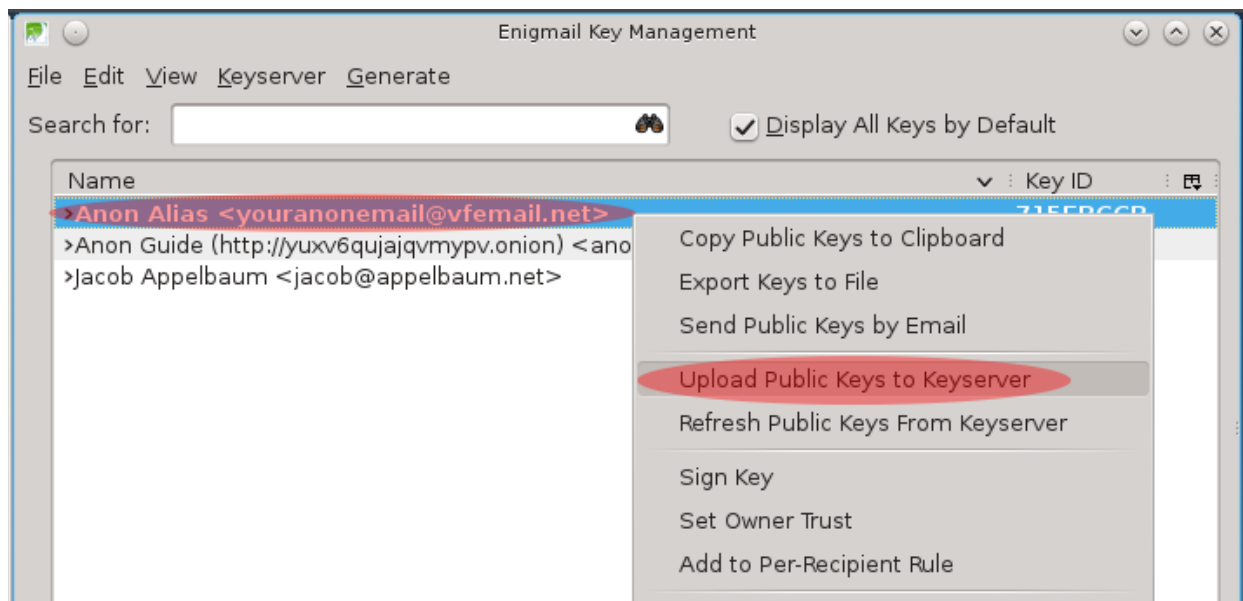 Enigmail Key Management
File Edit View Keyserver Generate
Search for:
Display All Keys by Default
Name Key ID
>Anon Alias <youranonemail@vfemail.net>
>Anon Guide (http://yuxv6qujajqvmypv.onion) <ano
>Jacob Appelbaum <jacob@appelbaum.net>
Copy Public Keys to Clipboard
Export Keys to File
Send Public Keys by Email
Upload Public Keys to Keyserver
Refresh Public Keys From Keyserver
Sign Key
Set Owner Trust
Add to Per-Recipient Rule